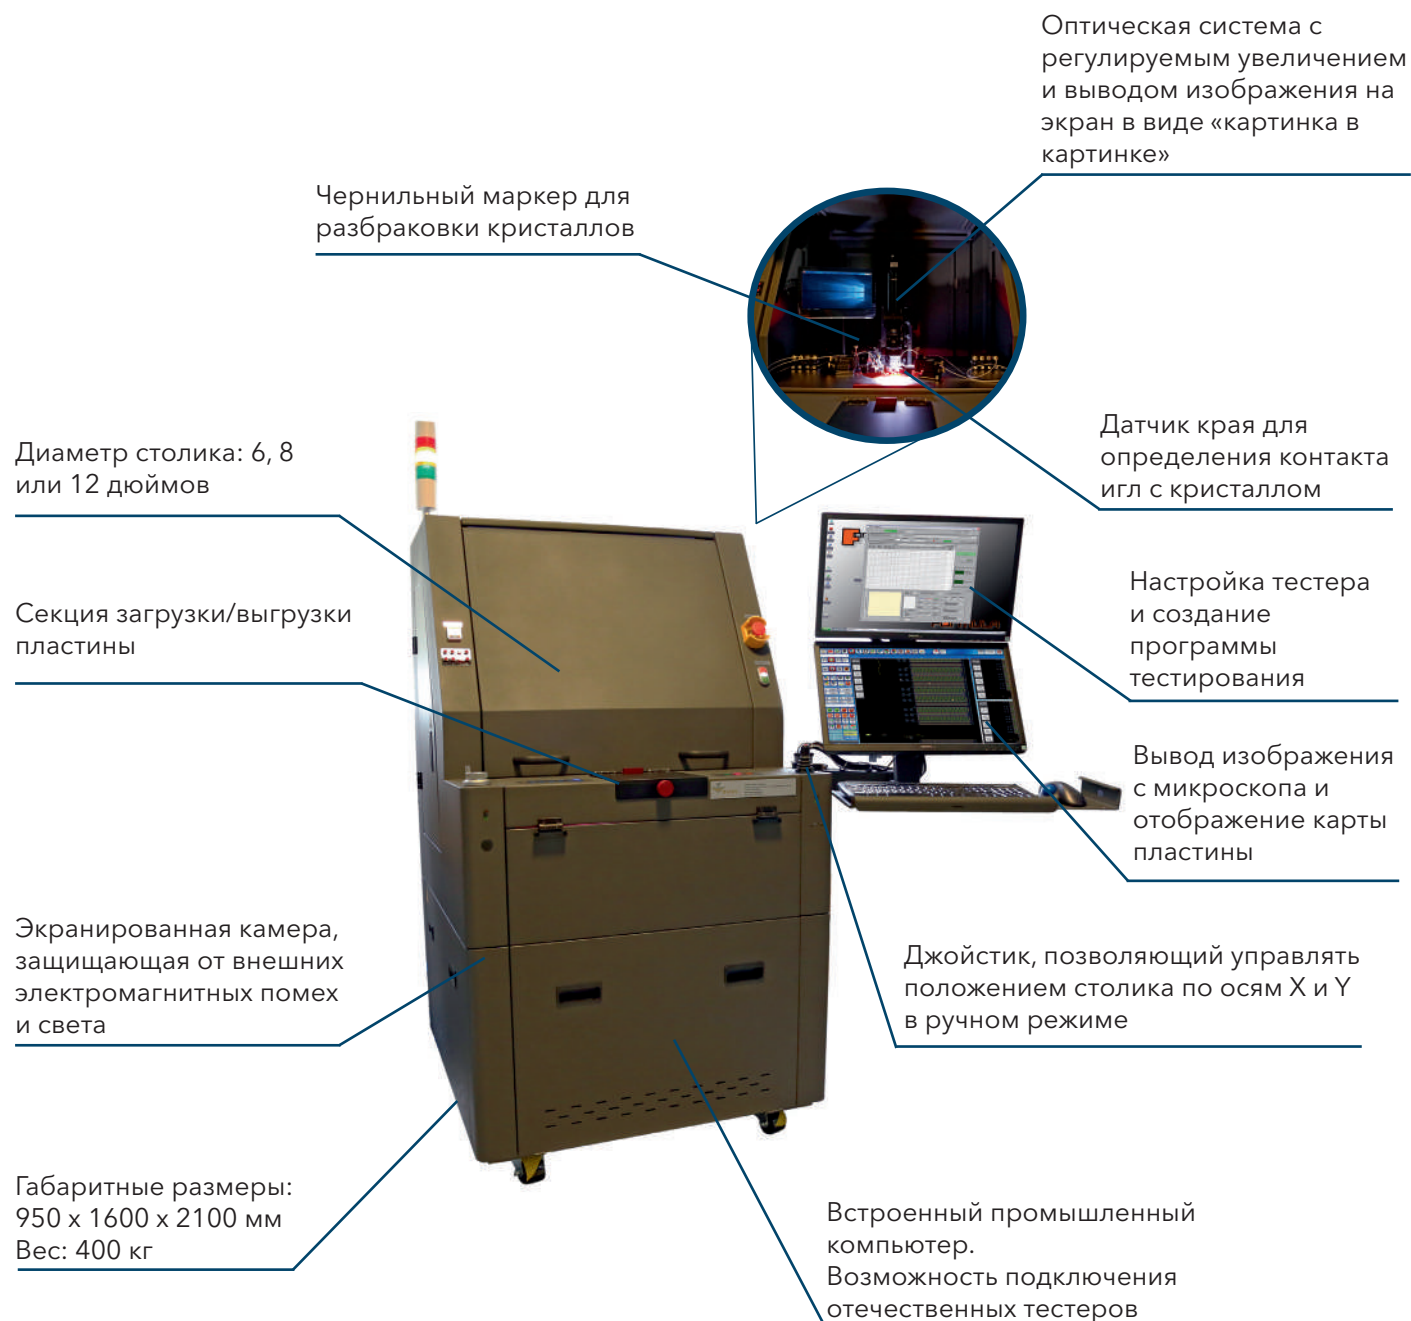 Оптическая система с
регулируемым увеличением
и выводом изображения на
экран в виде «картинка в
картинке»
Чернильный маркер для
разбраковки кристаллов
Датчик края для
определения контакта
игл с кристаллом
Диаметр столика: 6, 8
или 12 дюймов
Настройка тестера
и создание
программы
тестирования
Секция загрузки/выгрузки
пластины
Вывод изображения
с микроскопа и
отображение карты
пластины
Экранированная камера,
защищающая от внешних
электромагнитных помех
и света
Джойстик, позволяющий управлять
положением столика по осям X и Y
в ручном режиме
Габаритные размеры:
950 x 1600 x 2100 мм
Вес: 400 кг
Встроенный промышленный
компьютер.
Возможность подключения
отечественных тестеров